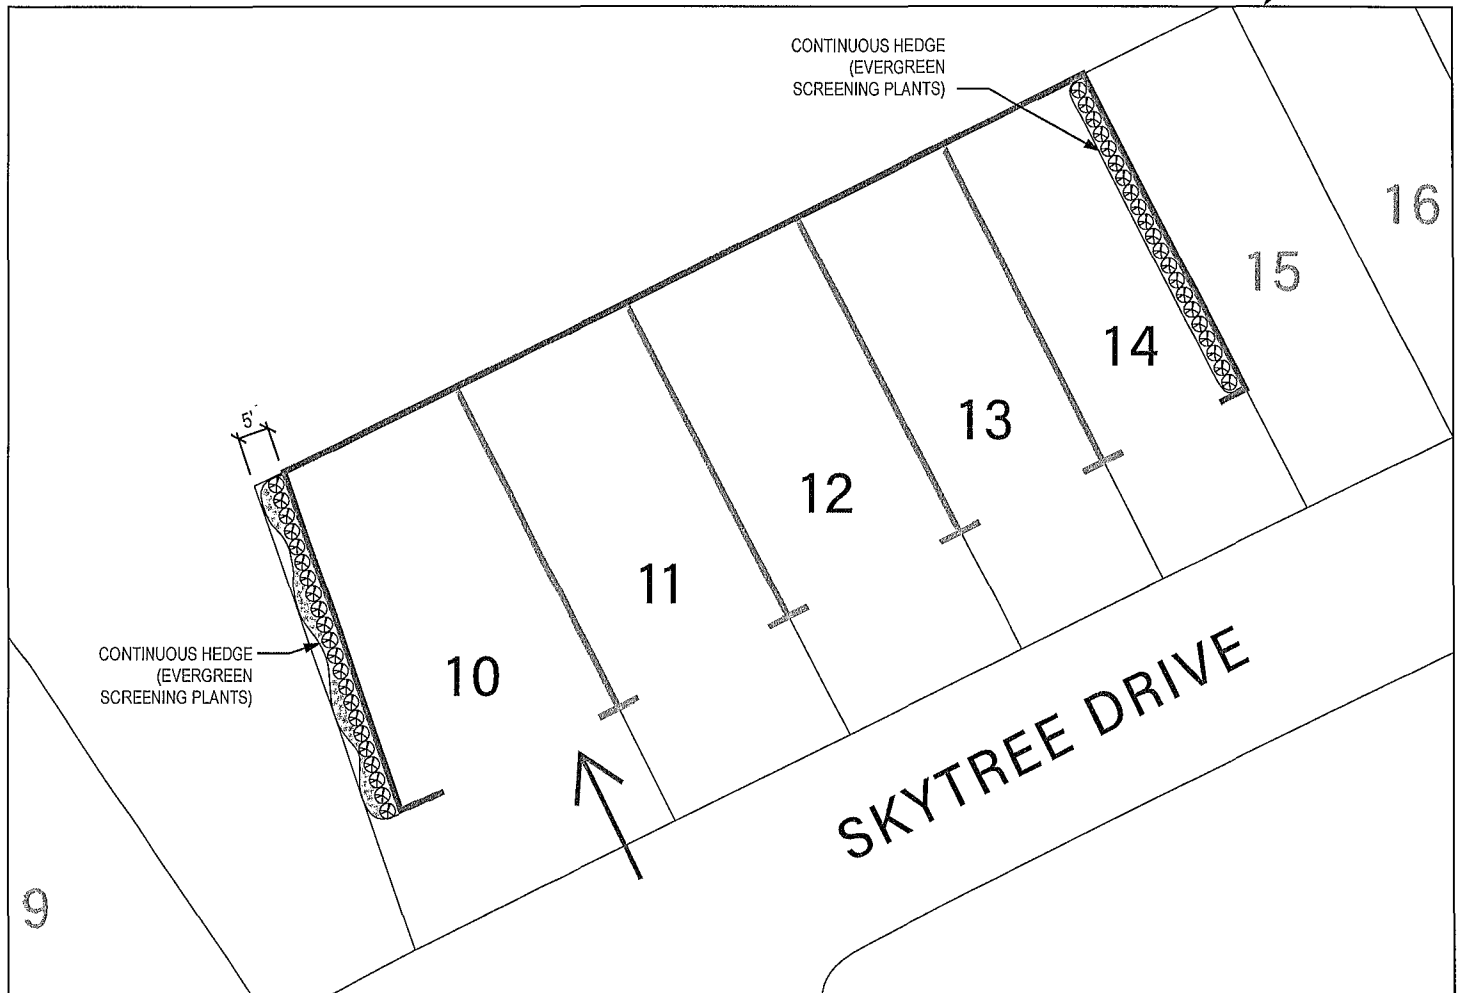 CONTINUOUS HEDGE
(EVERGREEN
SCREENING PLANTS)
16
15
14
13
5'
12
11
CONTINUOUS HEDGE
(EVERGREEN
SCREENING PLANTS)
10
SKYTREE DRIVE
9